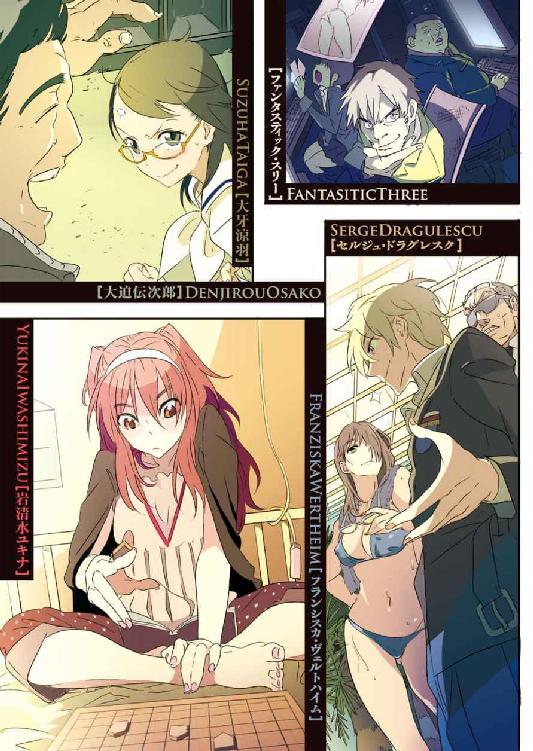 SUZUHATAIGA [大牙涼羽]
[ファンタスティック・スリー]
FANTASITICTHREE
SERGEDRAGULESCU
[セルジュ・ドラグレスク]
[大迫伝次郎] DENJIROUOSAKO
YUKINAIWASHIMIZU [岩清水ユキナ]
FRANZISKAWERTHEIM [フランシスカ・ヴェルトハイム]